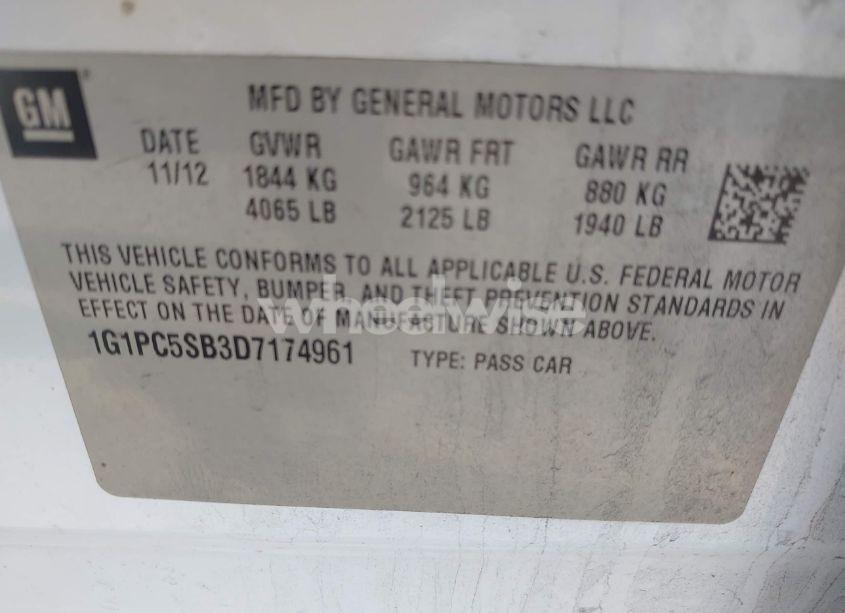 GM
MFD BY GENERAL MOTORS LLC
DATE GVWR GAWR FRT GAWR RR
11/12 1844 KG 964 KG 880 KG
4065 LB 2125 LB 1940 LB
THIS VEHICLE CONFORMS TO ALL APPLICABLE U.S. FEDERAL MOTOR
VEHICLE SAFETY, BUMPER, AND THEFT PREVENTION STANDARDS IN
EFFECT ON THE DATE OF MANUFACTURE SHOWN ABOVE.
wheelwise
1G1PC5SB3D7174961 TYPE: PASS CAR